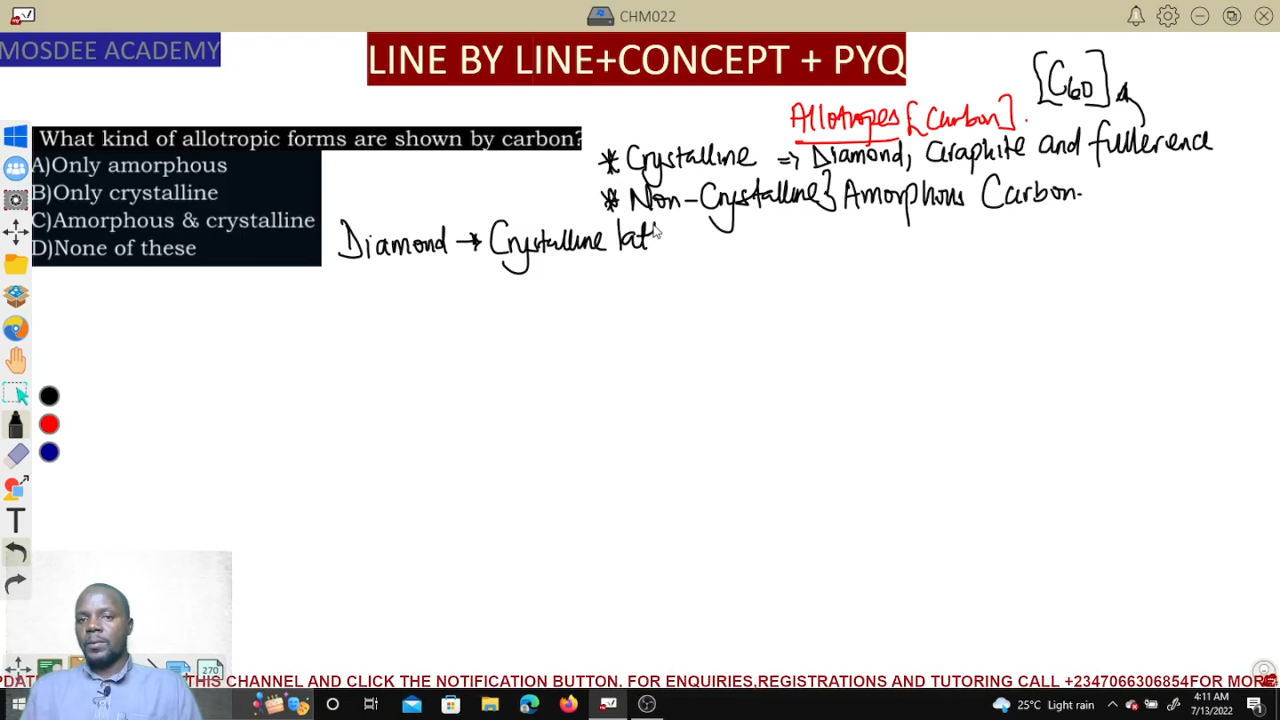 CHM022
MOSDEE ACADEMY
LINE BY LINE+CONCEPT + PYQ
[C60]
Allotropes [Carbon].
What kind of allotropic forms are shown by carbon?
A)Only amorphous
B)Only crystalline
C)Amorphous & crystalline
D)None of these
* Crystalline => Diamond, Graphite and fullerence
* Non-Crystalline} Amorphous Carbon.
Diamond → Crystalline lat
T
270
THIS CHANNEL AND CLICK THE NOTIFICATION BUTTON. FOR ENQUIRIES,REGISTRATIONS AND TUTORING CALL +2347066306854FOR MORE
25°C Light rain
4:11 AM
7/13/2022